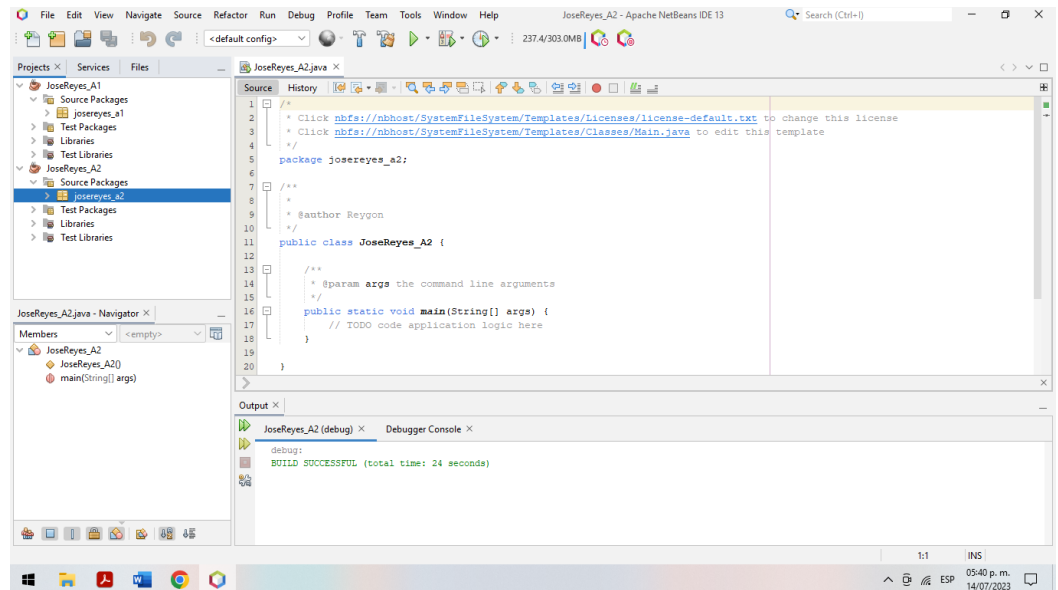 File Edit View Navigate Source Refactor Run Debug Profile Team Tools Window Help JoseReyes_A2 - Apache NetBeans IDE 13 Search (Ctrl+I)
<default config> 237.4/303.0MB
Projects Services Files
JoseReyes_A2.java
JoseReyes_A1
Source Packages
josereyes_a1
Test Packages
Libraries
Test Libraries
JoseReyes_A2
Source Packages
josereyes_a2
Test Packages
Libraries
Test Libraries
Source History
1 /*
2 * Click nbfs://nbhost/SystemFileSystem/Templates/Licenses/license-default.txt to change this license
3 * Click nbfs://nbhost/SystemFileSystem/Templates/Classes/Main.java to edit this template
4 */
5 package josereyes_a2;
6
7 /**
8 *
9 * @author Reygon
10 */
11 public class JoseReyes_A2 {
12
13 /**
14 * @param args the command line arguments
15 */
16 public static void main(String[] args) {
17 // TODO code application logic here
18 }
19
20 }
JoseReyes_A2.java - Navigator
Members <empty>
JoseReyes_A2
JoseReyes_A2()
main(String[] args)
Output
JoseReyes_A2 (debug) Debugger Console
debug:
BUILD SUCCESSFUL (total time: 24 seconds)
1:1 INS
ESP 05:40 p. m.
14/07/2023